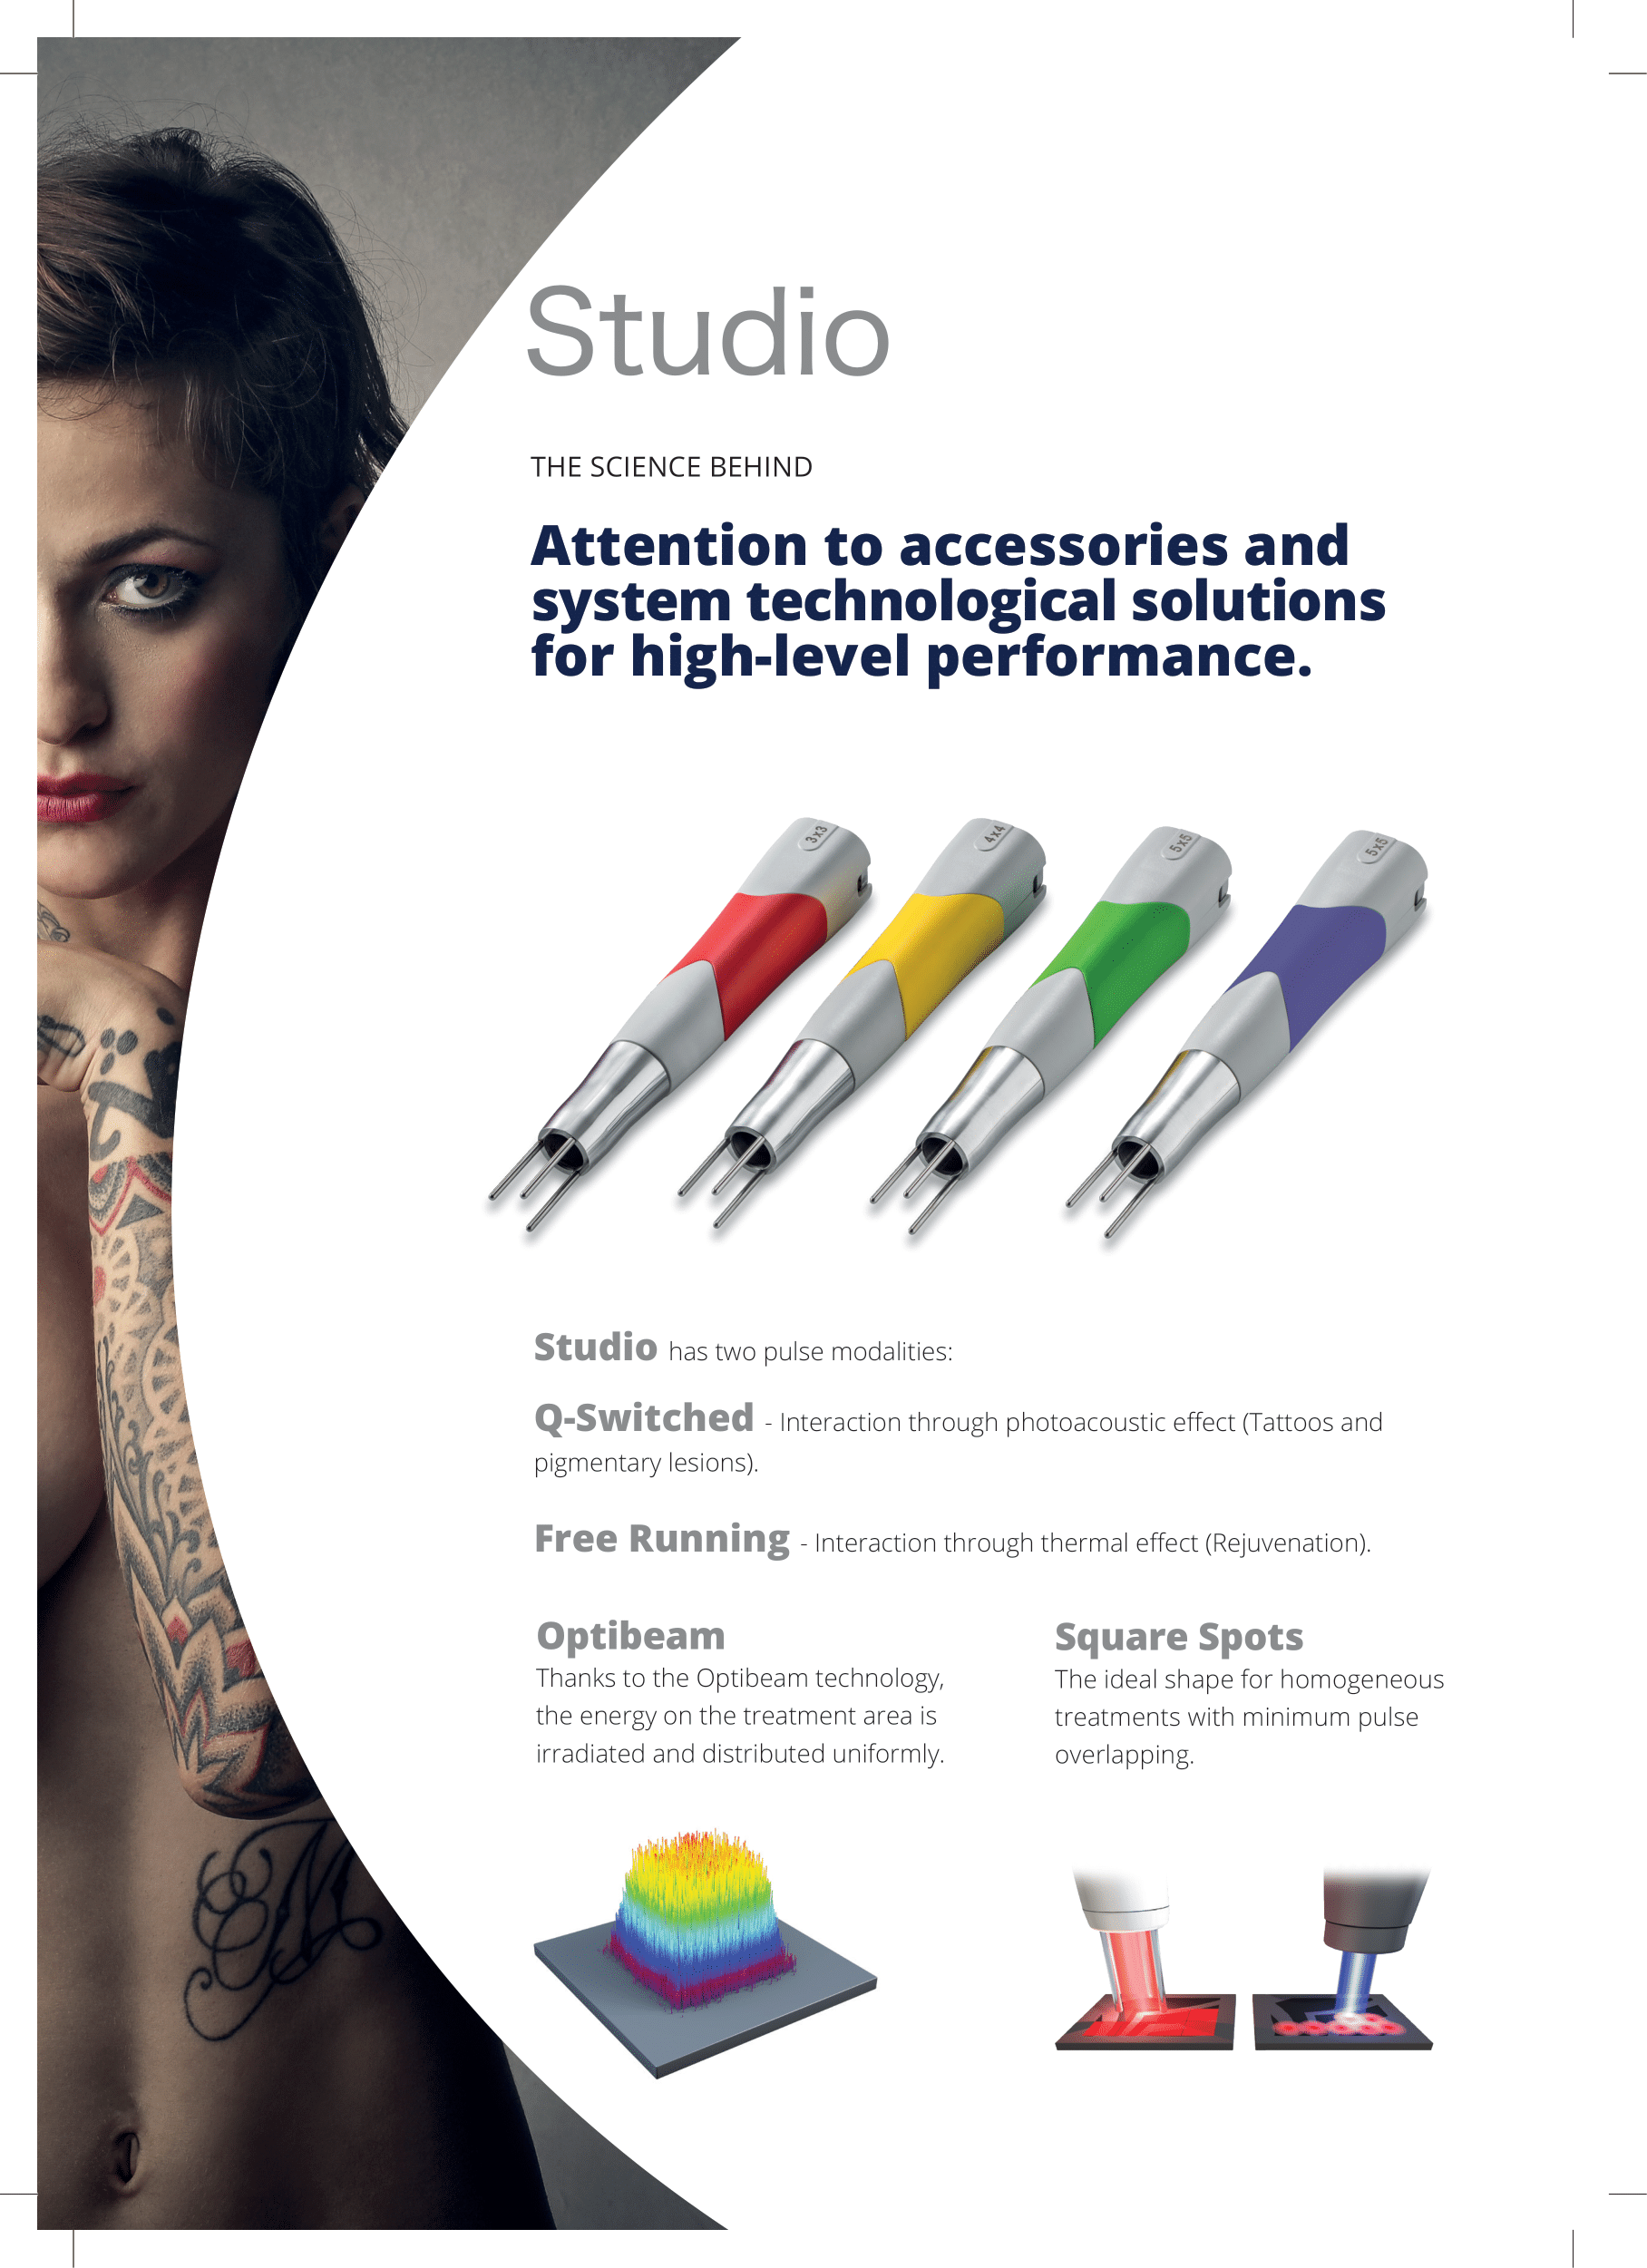 Studio
THE SCIENCE BEHIND
Attention to accessories and
system technological solutions
for high-level performance.
3x3
4x4
5x5
5x5
Studio has two pulse modalities:
Q-Switched - Interaction through photoacoustic effect (Tattoos and
pigmentary lesions).
Free Running - Interaction through thermal effect (Rejuvenation).
Optibeam
Thanks to the Optibeam technology,
the energy on the treatment area is
irradiated and distributed uniformly.
Square Spots
The ideal shape for homogeneous
treatments with minimum pulse
overlapping.